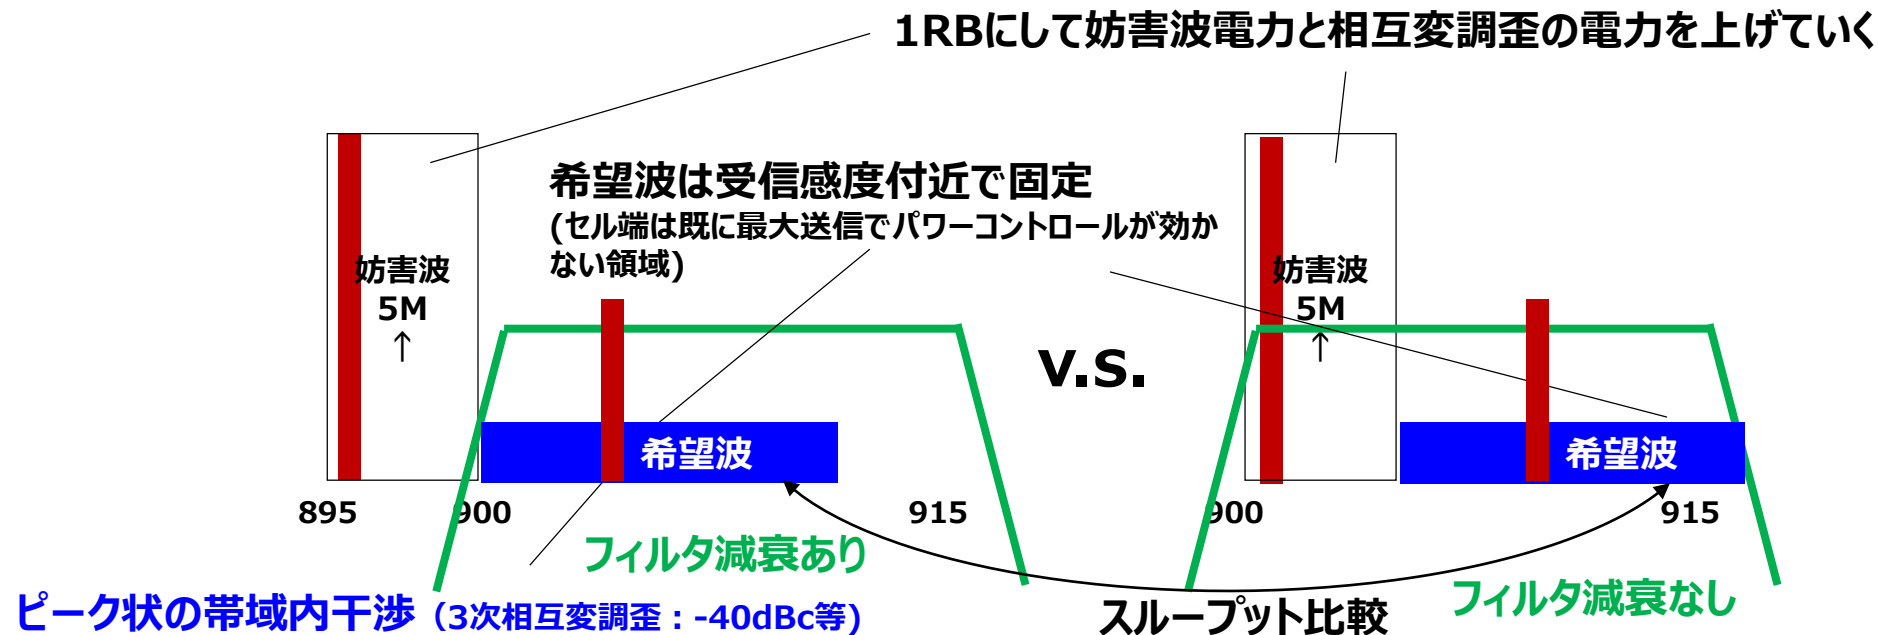 1RBにして妨害波電力と相互変調歪の電力を上げていく
希望波は受信感度付近で固定
(セル端は既に最大送信でパワーコントロールが効か
ない領域)
妨害波
5M
↑
妨害波
5M
↑
V.S.
希望波
希望波
895
900
915
900
915
フィルタ減衰あり
フィルタ減衰なし
ピーク状の帯域内干渉（3次相互変調歪：-40dBc等)
スループット比較